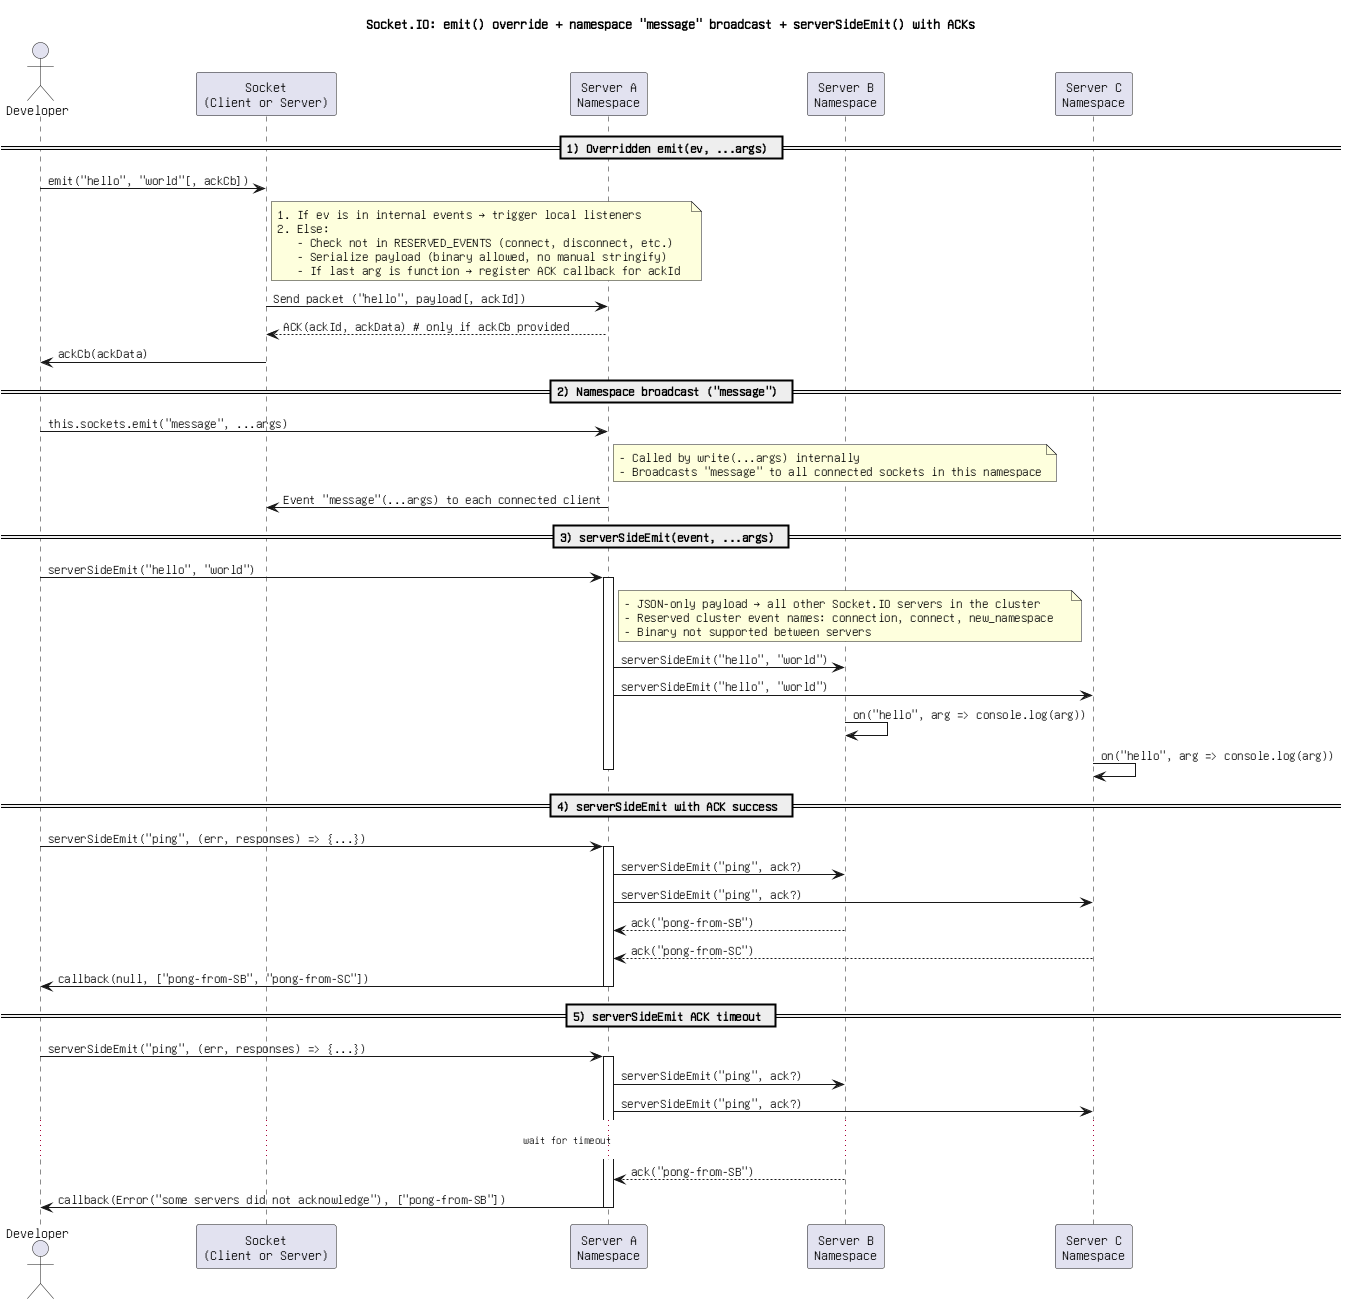 Socket.IO: emit() override + namespace "message" broadcast + serverSideEmit() with ACKs
Developer
Socket
(Client or Server)
Server A
Namespace
Server B
Namespace
Server C
Namespace
1) Overridden emit(ev, ...args)
emit("hello", "world"[, ackCb])
1. If ev is in internal events → trigger local listeners
2. Else:
- Check not in RESERVED_EVENTS (connect, disconnect, etc.)
- Serialize payload (binary allowed, no manual stringify)
- If last arg is function → register ACK callback for ackId
Send packet ("hello", payload[, ackId])
ACK(ackId, ackData) # only if ackCb provided
ackCb(ackData)
2) Namespace broadcast ("message")
this.sockets.emit("message", ...args)
- Called by write(...args) internally
- Broadcasts "message" to all connected sockets in this namespace
Event "message"(...args) to each connected client
3) serverSideEmit(event, ...args)
serverSideEmit("hello", "world")
- JSON-only payload → all other Socket.IO servers in the cluster
- Reserved cluster event names: connection, connect, new_namespace
- Binary not supported between servers
serverSideEmit("hello", "world")
serverSideEmit("hello", "world")
on("hello", arg => console.log(arg))
on("hello", arg => console.log(arg))
4) serverSideEmit with ACK success
serverSideEmit("ping", (err, responses) => {...})
serverSideEmit("ping", ack?)
serverSideEmit("ping", ack?)
ack("pong-from-SB")
ack("pong-from-SC")
callback(null, ["pong-from-SB", "pong-from-SC"])
5) serverSideEmit ACK timeout
serverSideEmit("ping", (err, responses) => {...})
serverSideEmit("ping", ack?)
serverSideEmit("ping", ack?)
wait for timeout
ack("pong-from-SB")
callback(Error("some servers did not acknowledge"), ["pong-from-SB"])
Developer
Socket
(Client or Server)
Server A
Namespace
Server B
Namespace
Server C
Namespace